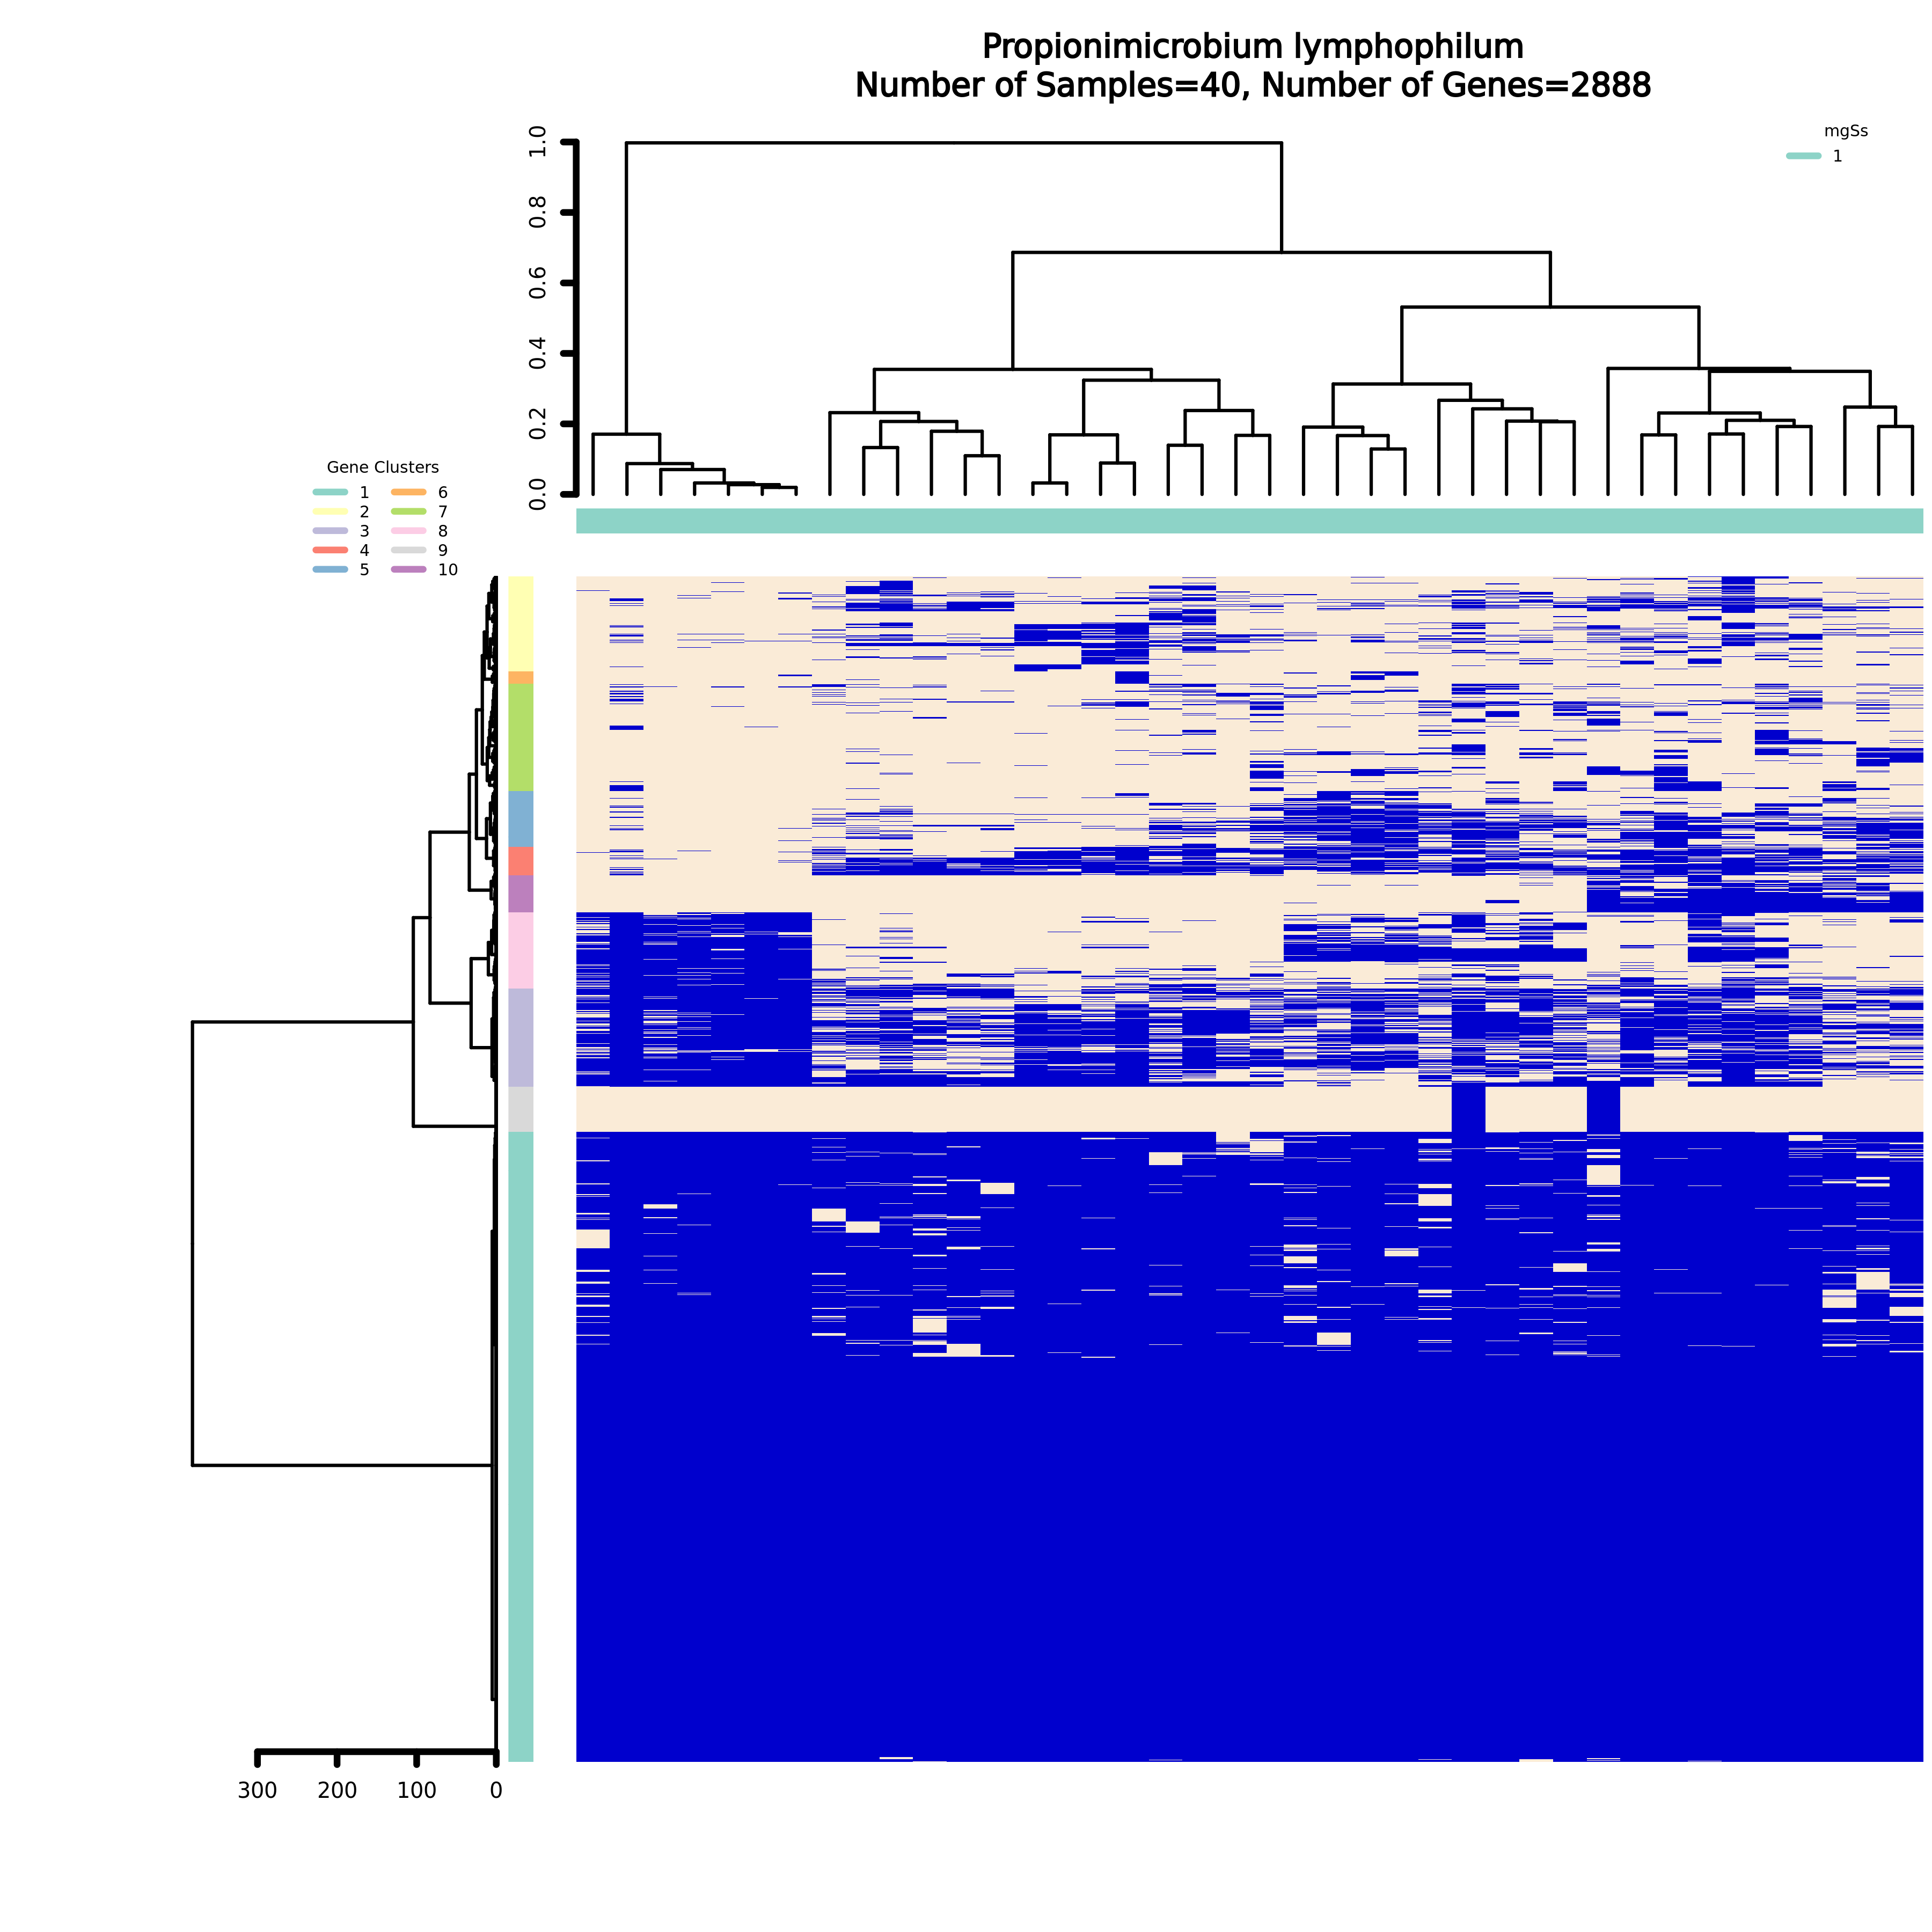 Propionimicrobium lymphophilum
Number of Samples=40, Number of Genes=2888
mgSs
1
1.0
0.8
0.6
0.4
0.2
0.0
Gene Clusters
1 6
2 7
3 8
4 9
5 10
300 200 100 0